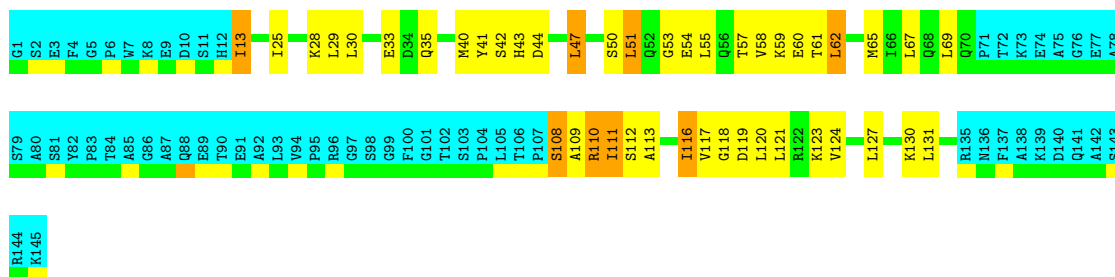 G1 S2 E3 F4 G5 P6 W7 K8 E9 D10 S11 H12 I13 I25 K28 L29 L30 E33 D34 Q35 M40 Y41 S42 H43 D44 L47 S50 L51 Q52 G53 E54 L55 Q56 T57 V58 K59 E60 T61 L62 M65 I66 L67 Q68 L69 Q70 P71 T72 K73 E74 A75 G76 E77 A78
S79 A80 S81 Y82 P83 T84 A85 G86 A87 Q88 E89 T90 E91 A92 L93 V94 P95 R96 G97 S98 G99 F100 G101 T102 S103 P104 L105 T106 P107 S108 A109 R110 I111 S112 A113 I116 V117 G118 D119 L120 L121 R122 K123 V124 L127 K130 L131 R135 N136 F137 A138 K139 D140 Q141 A142 S143
R144 K145